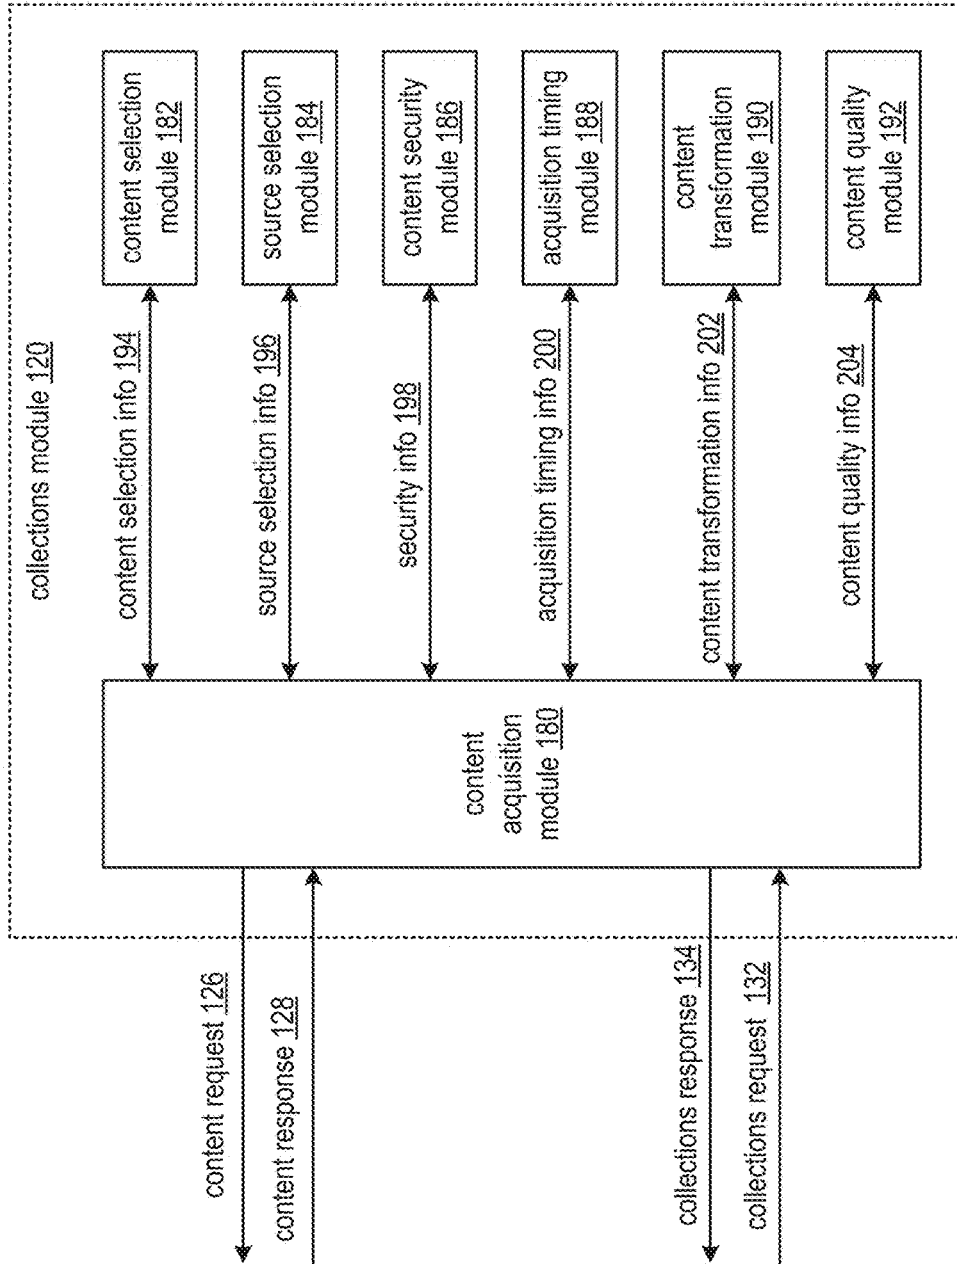 collections module 120
content selection
module 182
source selection
module 184
content security
module 186
acquisition timing
module 188
content
transformation
module 190
content quality
module 192
content selection info 194
source selection info 196
security info 198
acquisition timing info 200
content transformation info 202
content quality info 204
content
acquisition
module 180
content request 126
content response 128
collections response 134
collections request 132